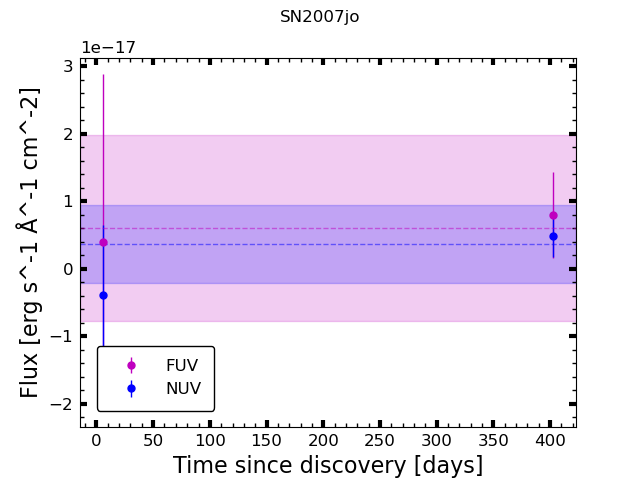 SN2007jo
1e−17
3
2
1
0
−1
−2
Flux [erg s^-1 Å^-1 cm^-2]
FUV
NUV
0 50 100 150 200 250 300 350 400
Time since discovery [days]